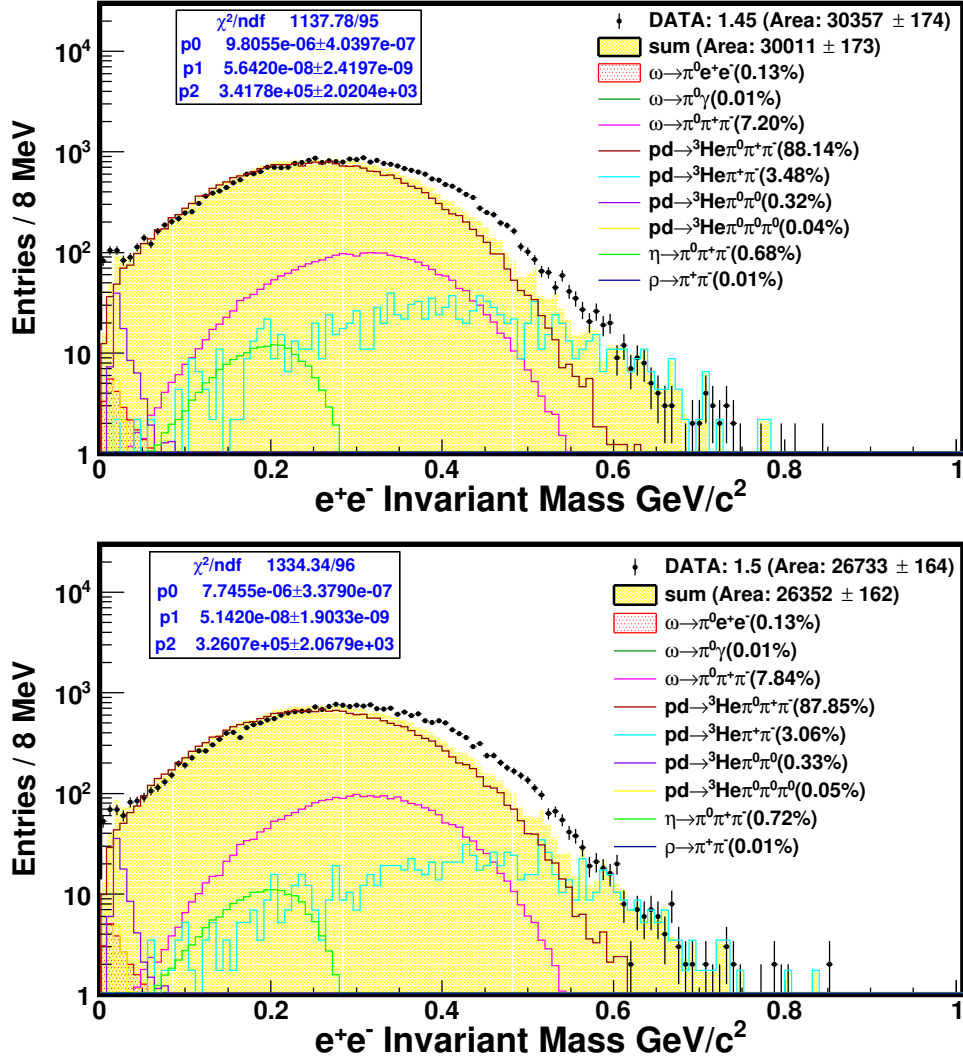 χ²/ndf 1137.78/95
p0 9.8055e-06±4.0397e-07
p1 5.6420e-08±2.4197e-09
p2 3.4178e+05±2.0204e+03
DATA: 1.45 (Area: 30357 ± 174)
sum (Area: 30011 ± 173)
ω→π⁰e⁺e⁻(0.13%)
ω→π⁰γ(0.01%)
ω→π⁰π⁺π⁻(7.20%)
pd→³Heπ⁰π⁺π⁻(88.14%)
pd→³Heπ⁺π⁻(3.48%)
pd→³Heπ⁰π⁰(0.32%)
pd→³Heπ⁰π⁰π⁰(0.04%)
η→π⁰π⁺π⁻(0.68%)
ρ→π⁺π⁻(0.01%)
Entries / 8 MeV
10⁴
10³
10²
10
1
0 0.2 0.4 0.6 0.8 1
e⁺e⁻ Invariant Mass GeV/c²
χ²/ndf 1334.34/96
p0 7.7455e-06±3.3790e-07
p1 5.1420e-08±1.9033e-09
p2 3.2607e+05±2.0679e+03
DATA: 1.5 (Area: 26733 ± 164)
sum (Area: 26352 ± 162)
ω→π⁰e⁺e⁻(0.13%)
ω→π⁰γ(0.01%)
ω→π⁰π⁺π⁻(7.84%)
pd→³Heπ⁰π⁺π⁻(87.85%)
pd→³Heπ⁺π⁻(3.06%)
pd→³Heπ⁰π⁰(0.33%)
pd→³Heπ⁰π⁰π⁰(0.05%)
η→π⁰π⁺π⁻(0.72%)
ρ→π⁺π⁻(0.01%)
Entries / 8 MeV
10⁴
10³
10²
10
1
0 0.2 0.4 0.6 0.8 1
e⁺e⁻ Invariant Mass GeV/c²